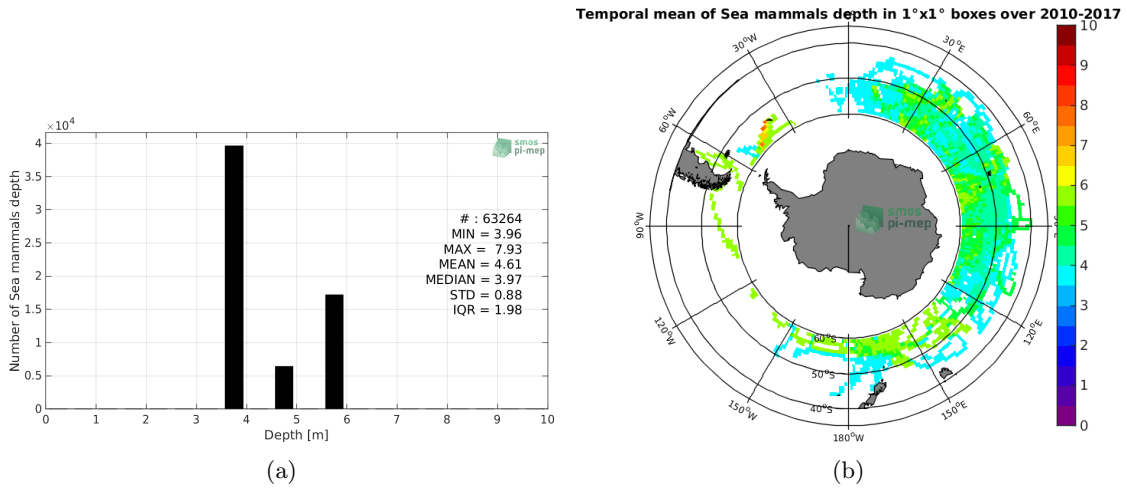 Temporal mean of Sea mammals depth in 1°x1° boxes over 2010-2017
×10⁴
4
3.5
3
2.5
2
1.5
1
0.5
0
Number of Sea mammals depth
smos
pi-mep
# : 63264
MIN = 3.96
MAX = 7.93
MEAN = 4.61
MEDIAN = 3.97
STD = 0.88
IQR = 1.98
0 1 2 3 4 5 6 7 8 9 10
Depth [m]
(a)
30°W
30°E
60°W
60°E
90°W
120°W
120°E
150°W
150°E
180°W
60°S
50°S
40°S
smos
pi-mep
10
9
8
7
6
5
4
3
2
1
0
(b)